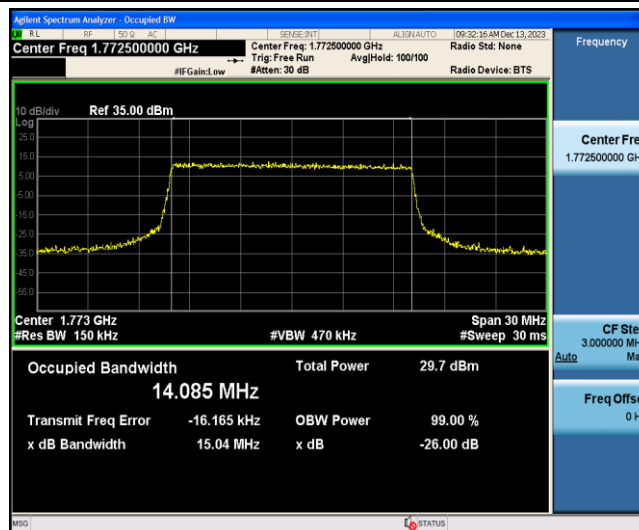 Agilent Spectrum Analyzer - Occupied BW
RL RF 50 Ω AC SENSE:INT ALIGNAUTO 09:32:16 AM Dec 13, 2023
Center Freq 1.772500000 GHz
Center Freq: 1.772500000 GHz
Radio Std: None
Trig: Free Run Avg|Hold: 100/100
#IFGain:Low #Atten: 30 dB Radio Device: BTS
Frequency
10 dB/div Ref 35.00 dBm
Log
25.0
15.0
5.00
-5.00
-15.0
-25.0
-35.0
-45.0
-55.0
Center 1.773 GHz Span 30 MHz
#Res BW 150 kHz #VBW 470 kHz #Sweep 30 ms
Occupied Bandwidth Total Power 29.7 dBm
14.085 MHz
Transmit Freq Error -16.165 kHz OBW Power 99.00 %
x dB Bandwidth 15.04 MHz x dB -26.00 dB
Center Fre
1.772500000 GH
CF Ste
3.000000 MH
Auto Ma
Freq Offs
0 H
MSG STATUS